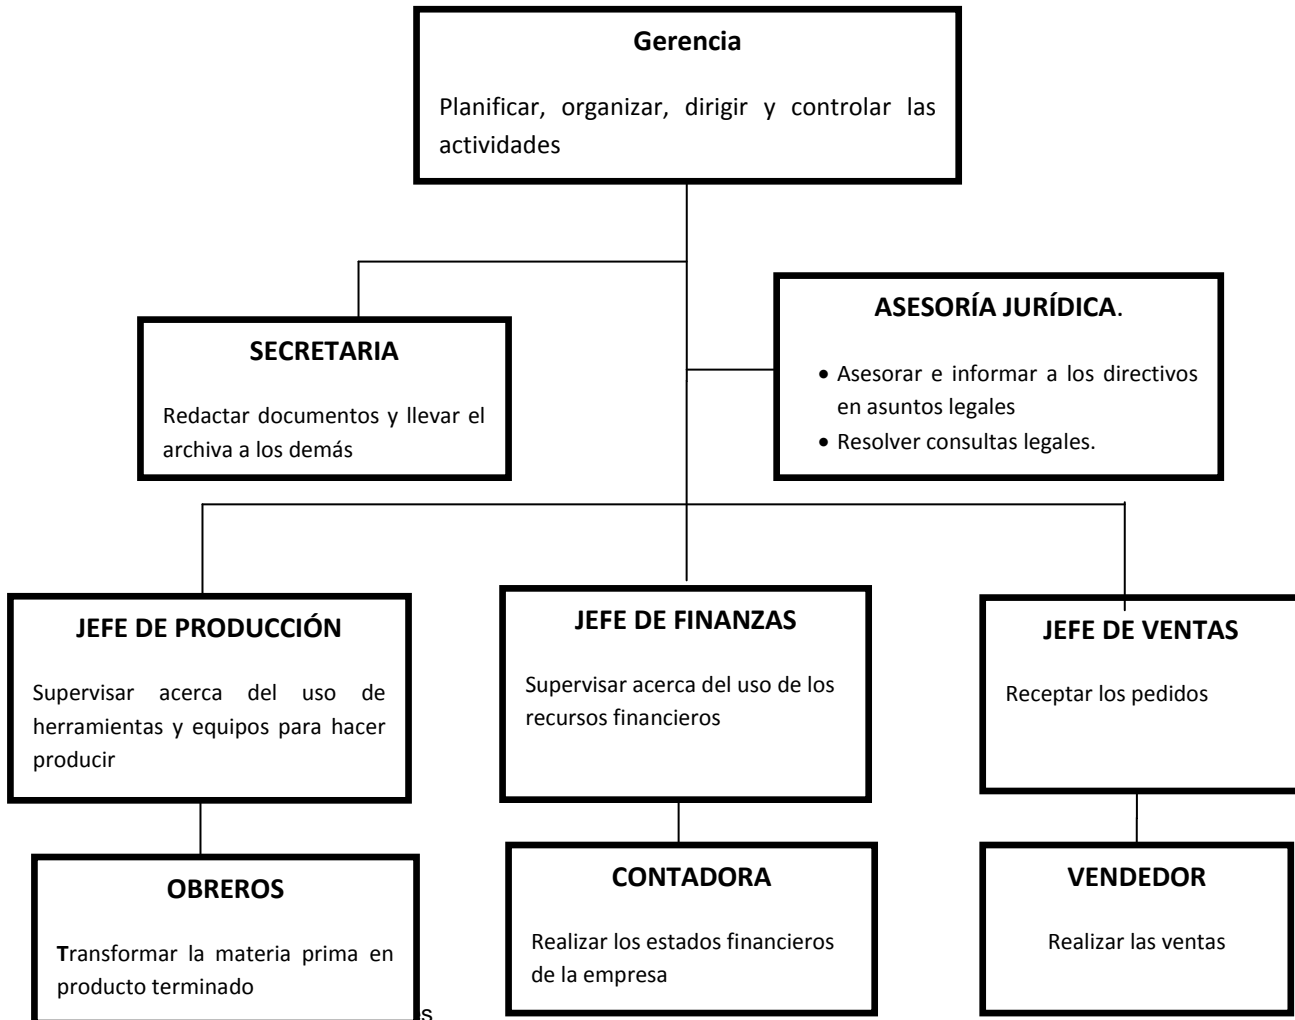 Gerencia
Planificar, organizar, dirigir y controlar las
actividades
SECRETARIA
Redactar documentos y llevar el
archiva a los demás
ASESORÍA JURÍDICA.
• Asesorar e informar a los directivos
en asuntos legales
• Resolver consultas legales.
JEFE DE PRODUCCIÓN
Supervisar acerca del uso de
herramientas y equipos para hacer
producir
JEFE DE FINANZAS
Supervisar acerca del uso de los
recursos financieros
JEFE DE VENTAS
Receptar los pedidos
OBREROS
Transformar la materia prima en
producto terminado
CONTADORA
Realizar los estados financieros
de la empresa
VENDEDOR
Realizar las ventas
s